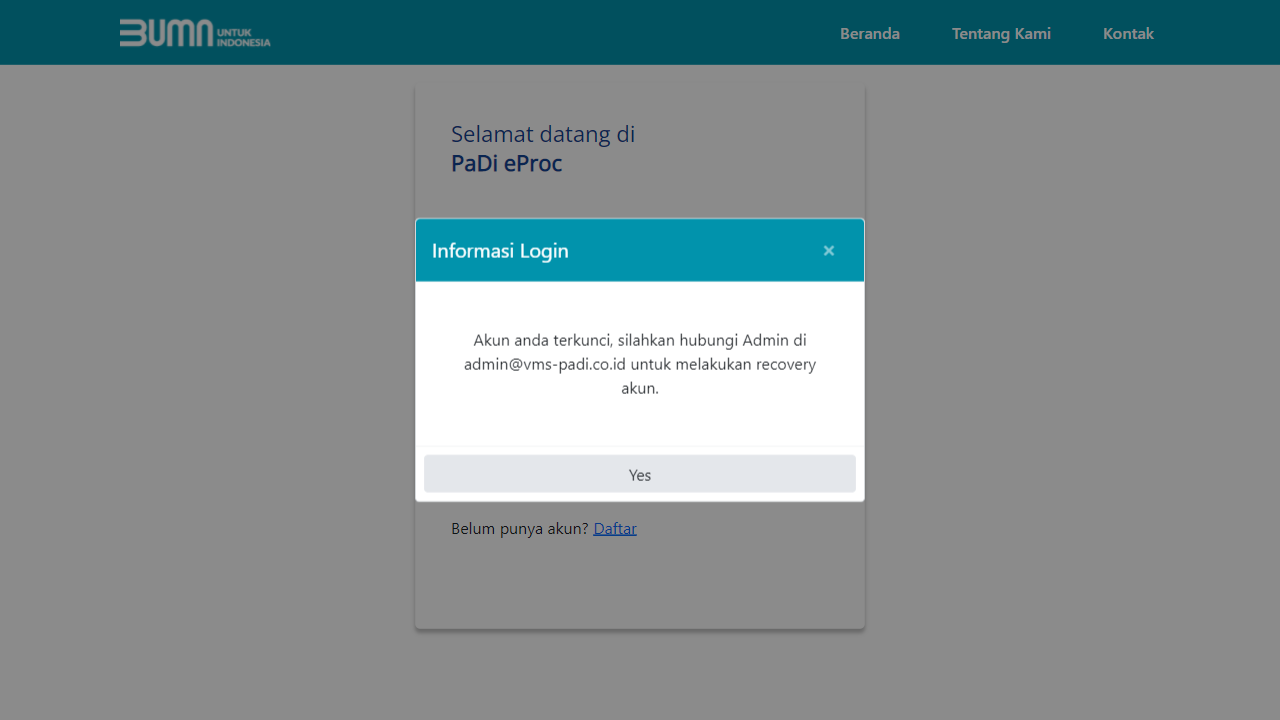 BUMN UNTUK
INDONESIA
Beranda
Tentang Kami
Kontak
Selamat datang di
PaDi eProc
Informasi Login
×
Akun anda terkunci, silahkan hubungi Admin di
admin@vms-padi.co.id untuk melakukan recovery
akun.
Yes
Belum punya akun? Daftar